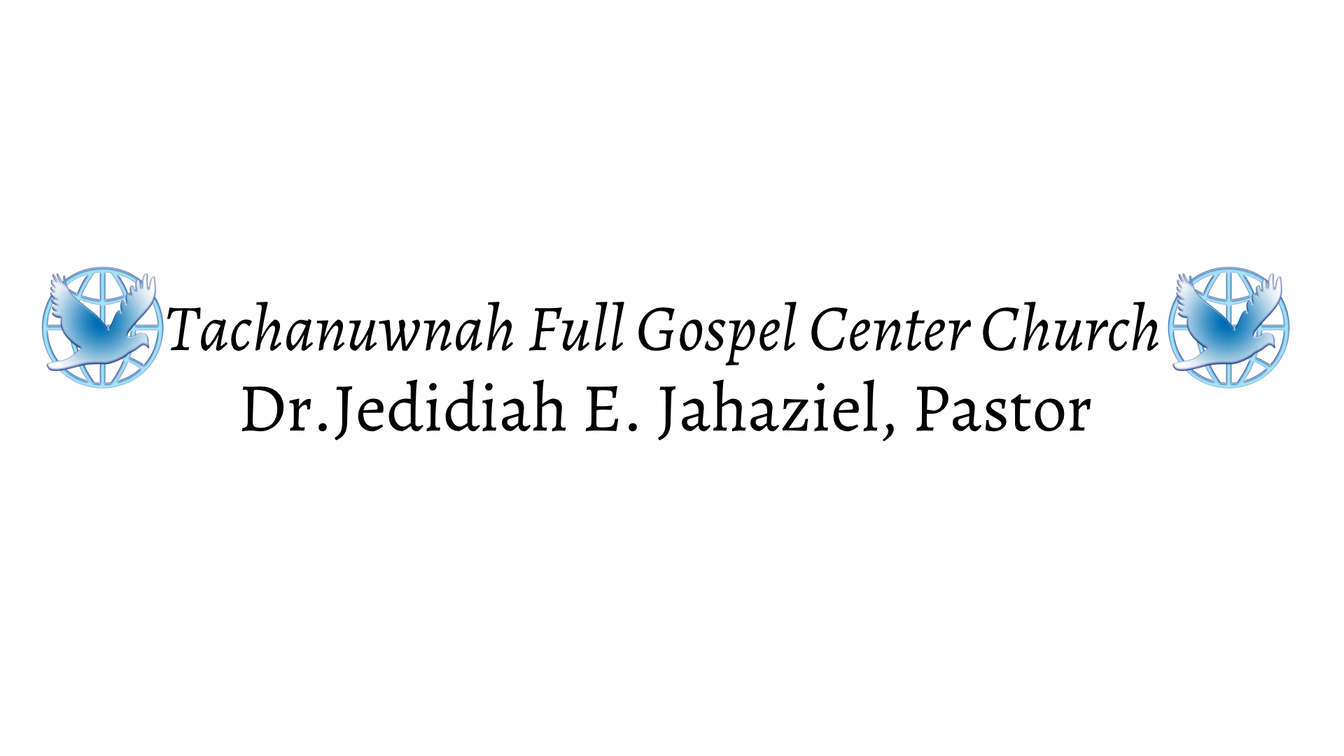 Tachanuwnah Full Gospel Center Church
Dr.Jedidiah E. Jahaziel, Pastor